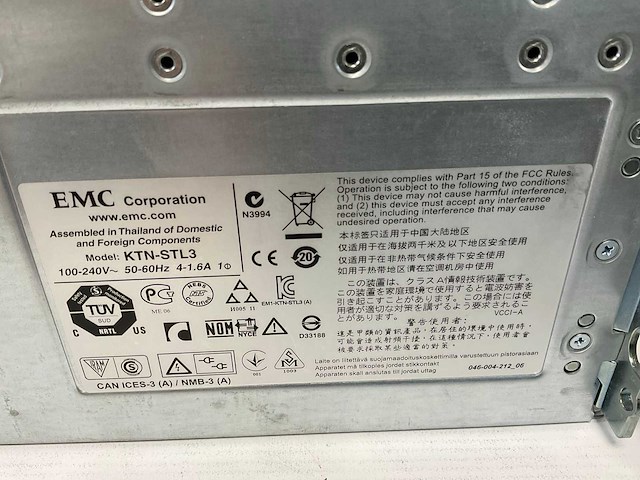 EMC Corporation
www.emc.com
Assembled in Thailand of Domestic
and Foreign Components
Model: KTN-STL3
100-240V~ 50-60Hz 4-1.6A 1Φ
N3994
20
This device complies with Part 15 of the FCC Rules.
Operation is subject to the following two conditions:
(1) This device may not cause harmful interference,
and (2) this device must accept any interference
received, including interference that may cause
undesired operation.
本标签只适用于中国大陆地区
仅适用于在海拔两千米及以下地区安全使用
仅适用于在非热带气候条件下安全使用
如用于热带地区请在空调机房中使用
この装置は、クラスA情報技術装置です。
この装置を家庭環境で使用すると電波妨害を
引き起こすことがあります。この場合には使
用者が適切な対策を講ずるよう要求されるこ
とがあります。
VCCI-A
警告使用者:
這是甲類的資訊產品,在居住的環境中使用時,
可能會造成射頻干擾,在這種情況下,使用者會
被要求採取某些適當的對策。
TUV
SUD
C NRTL US
ME 06
EM1-KTNSTL3 (A)
NOM
NYCE
D33188
001
S
CAN ICES-3 (A) / NMB-3 (A)
Laite on liitettävä suojamaadoituskoskettimilla varustettuun pistorasiaan
Apparatet må tilkoples jordet stikkontakt
Apparaten skall anslutas till jordat uttag
046-004-212_06